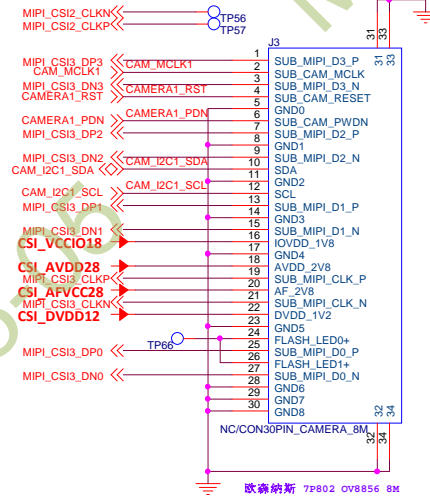 MIPI_CSI2_CLKN
MIPI_CSI2_CLKP
TP56
TP57
31
33
J3
MIPI_CSI3_DP3 1 SUB_MIPI_D3_P 31 33
CAM_MCLK1 CAM_MCLK1 2 SUB_CAM_MCLK
MIPI_CSI3_DN3 3 SUB_MIPI_D3_N
CAMERA1_RST CAMERA1_RST 4 SUB_CAM_RESET
5 GND0
CAMERA1_PDN CAMERA1_PDN 6 SUB_CAM_PWDN
MIPI_CSI3_DP2 7 SUB_MIPI_D2_P
8 GND1
MIPI_CSI3_DN2 9 SUB_MIPI_D2_N
CAM_I2C1_SDA CAM_I2C1_SDA 10 SDA
11 GND2
CAM_I2C1_SCL CAM_I2C1_SCL 12 SCL
MIPI_CSI3_DP1 13 SUB_MIPI_D1_P
14 GND3
MIPI_CSI3_DN1 15 SUB_MIPI_D1_N
CSI_VCCIO18 16 IOVDD_1V8
17 GND4
CSI_AVDD28 18 AVDD_2V8
MIPI_CSI3_CLKP 19 SUB_MIPI_CLK_P
CSI_AFVCC28 20 AF_2V8
MIPI_CSI3_CLKN 21 SUB_MIPI_CLK_N
CSI_DVDD12 22 DVDD_1V2
23 GND5
TP66 24 FLASH_LED0+
MIPI_CSI3_DP0 25 SUB_MIPI_D0_P
26 FLASH_LED1+
MIPI_CSI3_DN0 27 SUB_MIPI_D0_N
28 GND6
29 GND7
30 GND8
32 34
NC/CON30PIN_CAMERA_8M
32
34
欧森纳斯 7P802 OV8856 8M